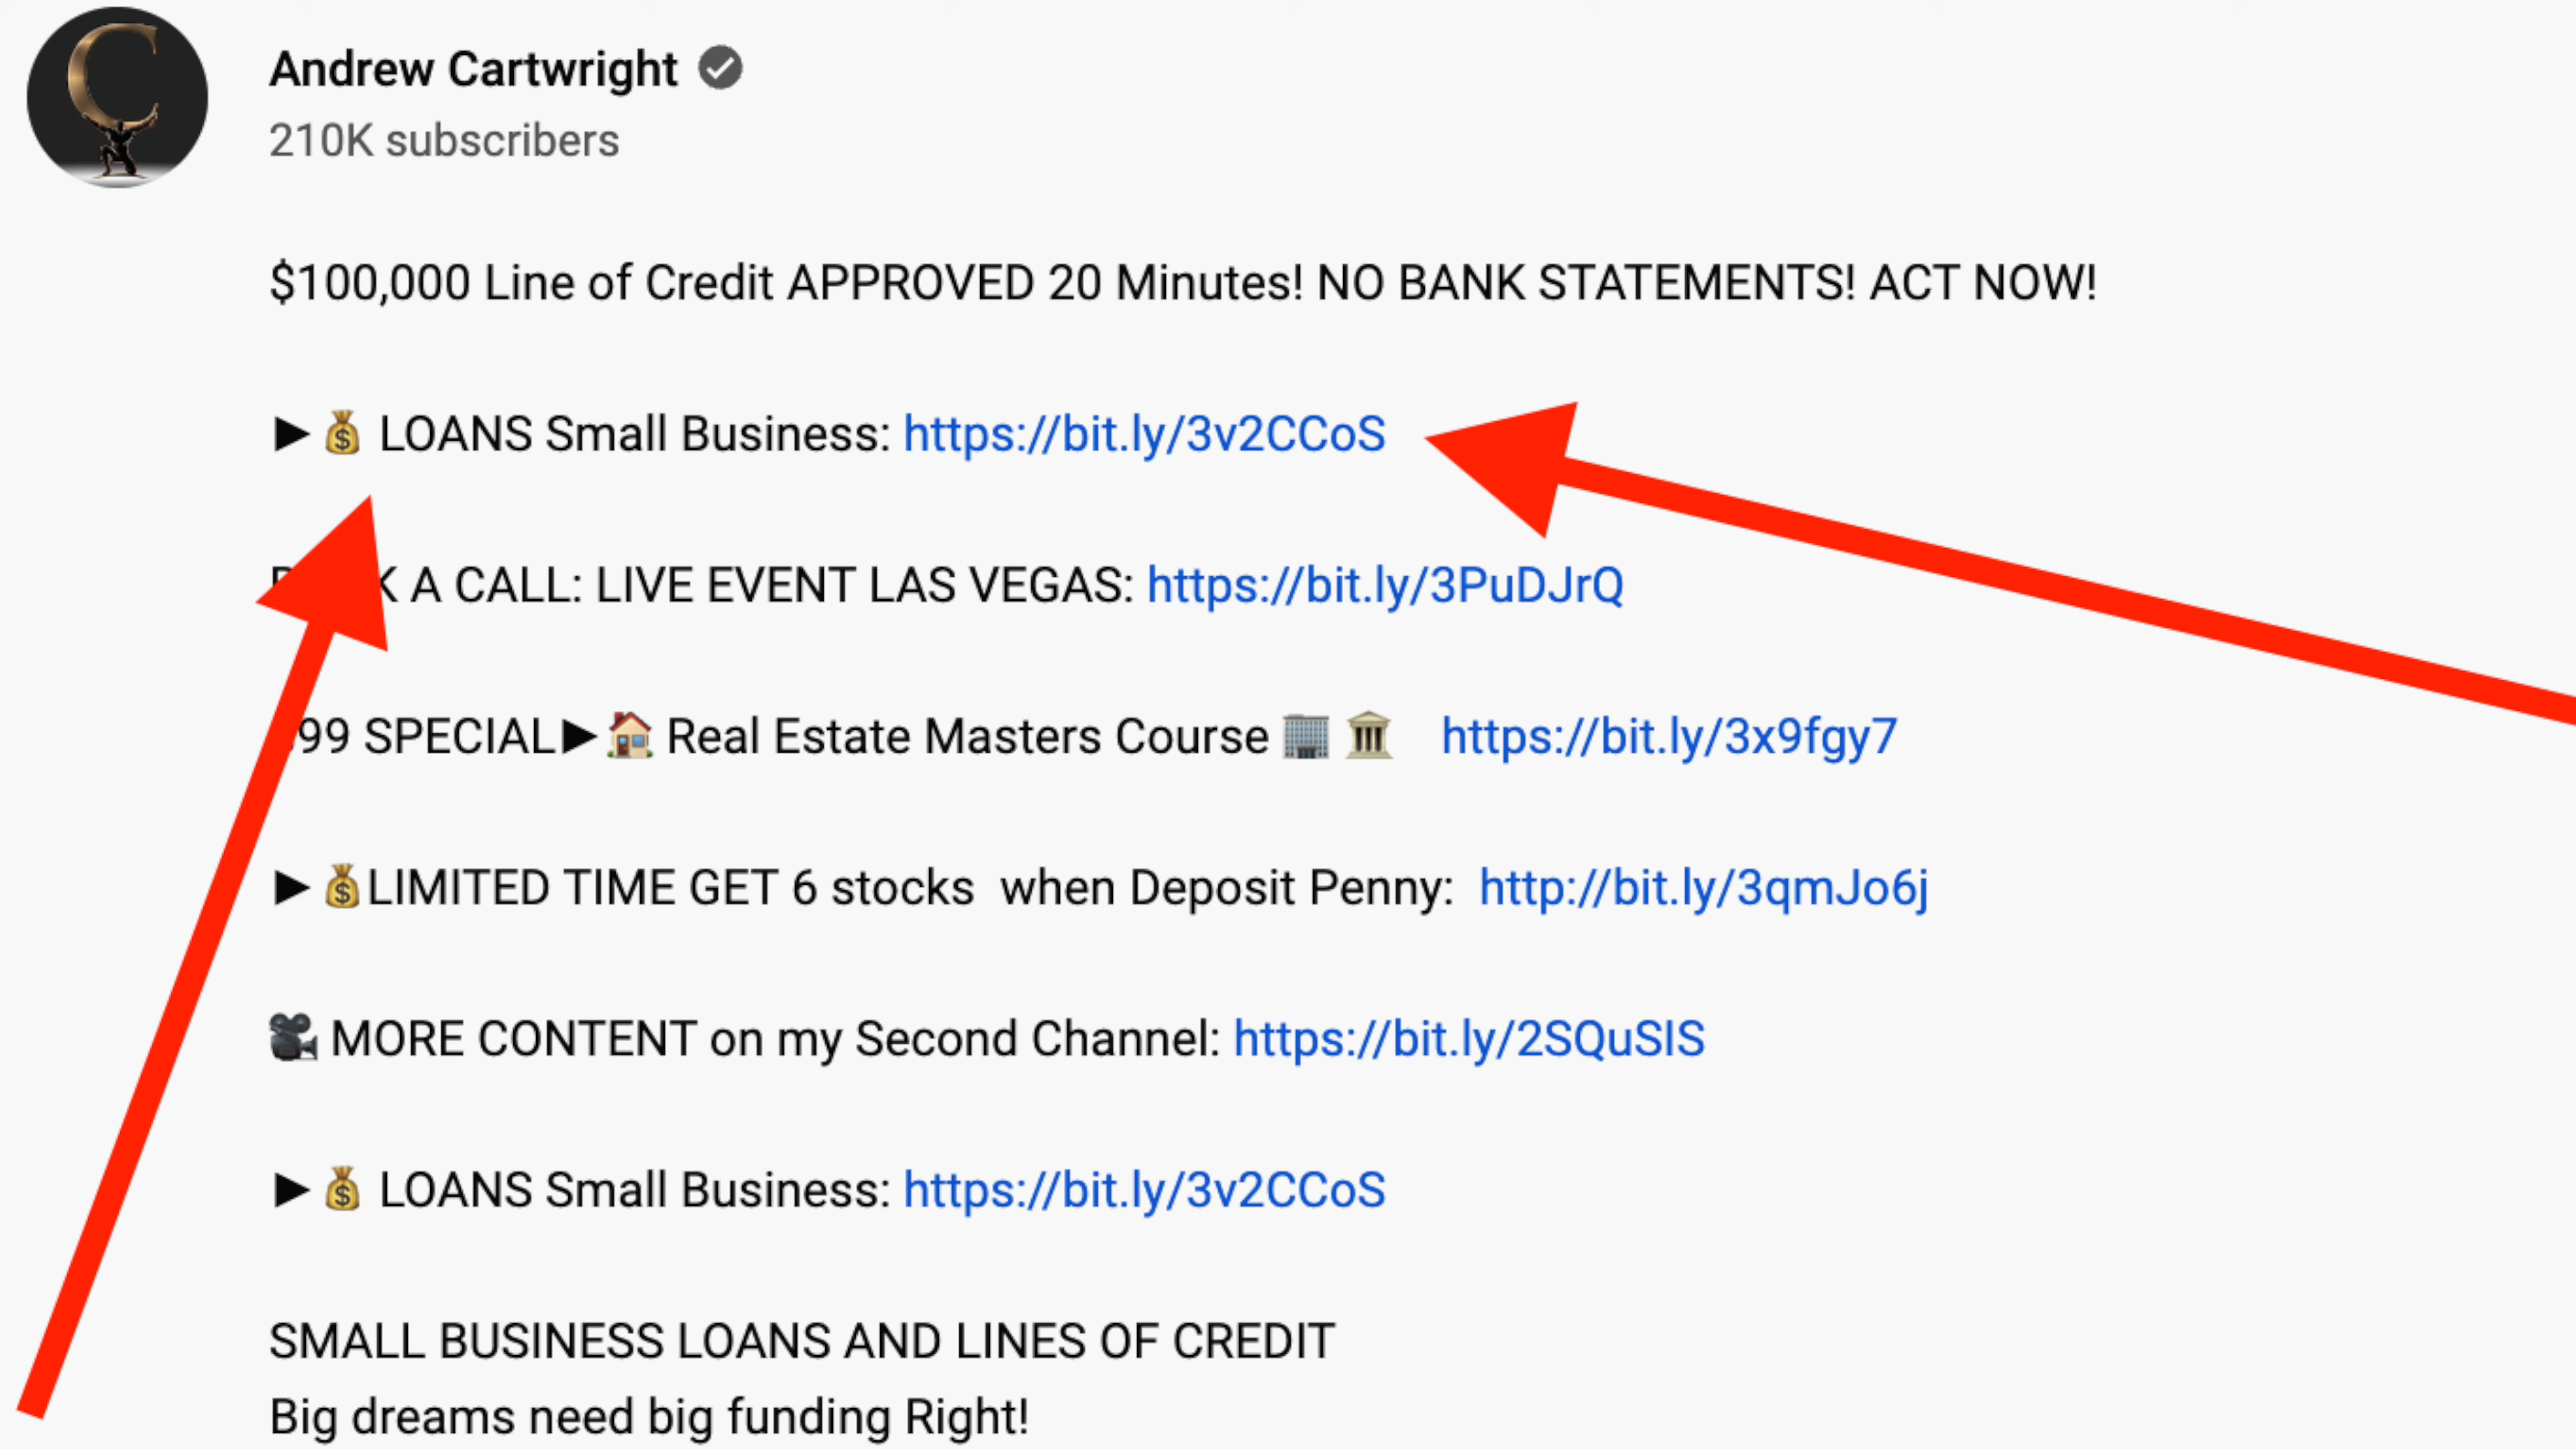 Andrew Cartwright
210K subscribers
$100,000 Line of Credit APPROVED 20 Minutes! NO BANK STATEMENTS! ACT NOW!
►💰 LOANS Small Business: https://bit.ly/3v2CCoS
A CALL: LIVE EVENT LAS VEGAS: https://bit.ly/3PuDJrQ
99 SPECIAL►🏠 Real Estate Masters Course 🏢 🏛 https://bit.ly/3x9fgy7
►💰LIMITED TIME GET 6 stocks when Deposit Penny: http://bit.ly/3qmJo6j
🎥 MORE CONTENT on my Second Channel: https://bit.ly/2SQuSIS
►💰 LOANS Small Business: https://bit.ly/3v2CCoS
SMALL BUSINESS LOANS AND LINES OF CREDIT
Big dreams need big funding Right!